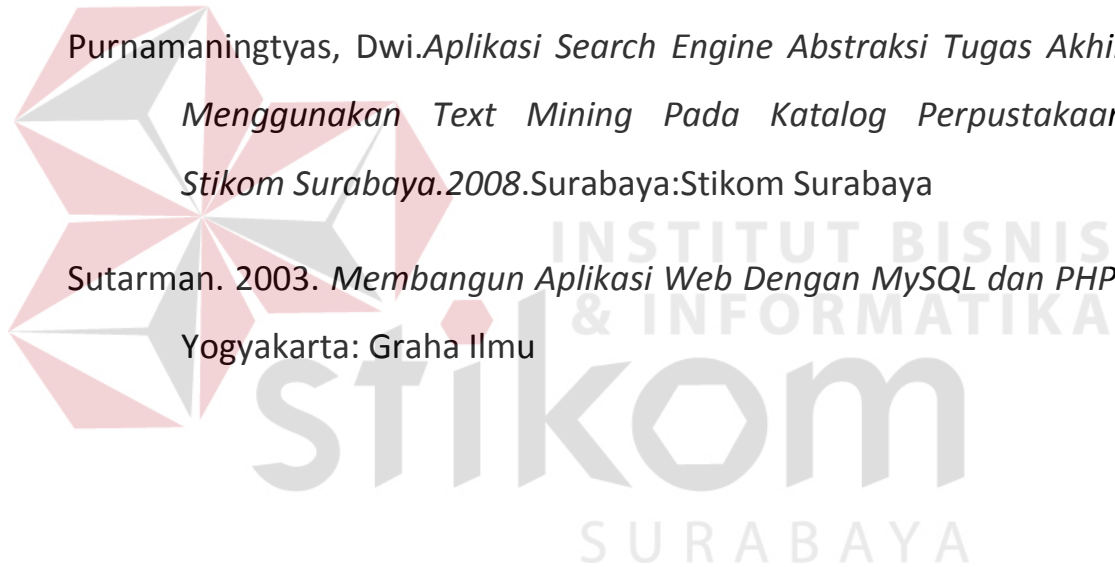 Purnamaningtyas, Dwi.Aplikasi Search Engine Abstraksi Tugas Akhi
Menggunakan Text Mining Pada Katalog Perpustakaan
Stikom Surabaya.2008.Surabaya:Stikom Surabaya
Sutarman. 2003. Membangun Aplikasi Web Dengan MySQL dan PHP
Yogyakarta: Graha Ilmu
INSTITUT BISNIS
& INFORMATIKA
stikom
SURABAYA